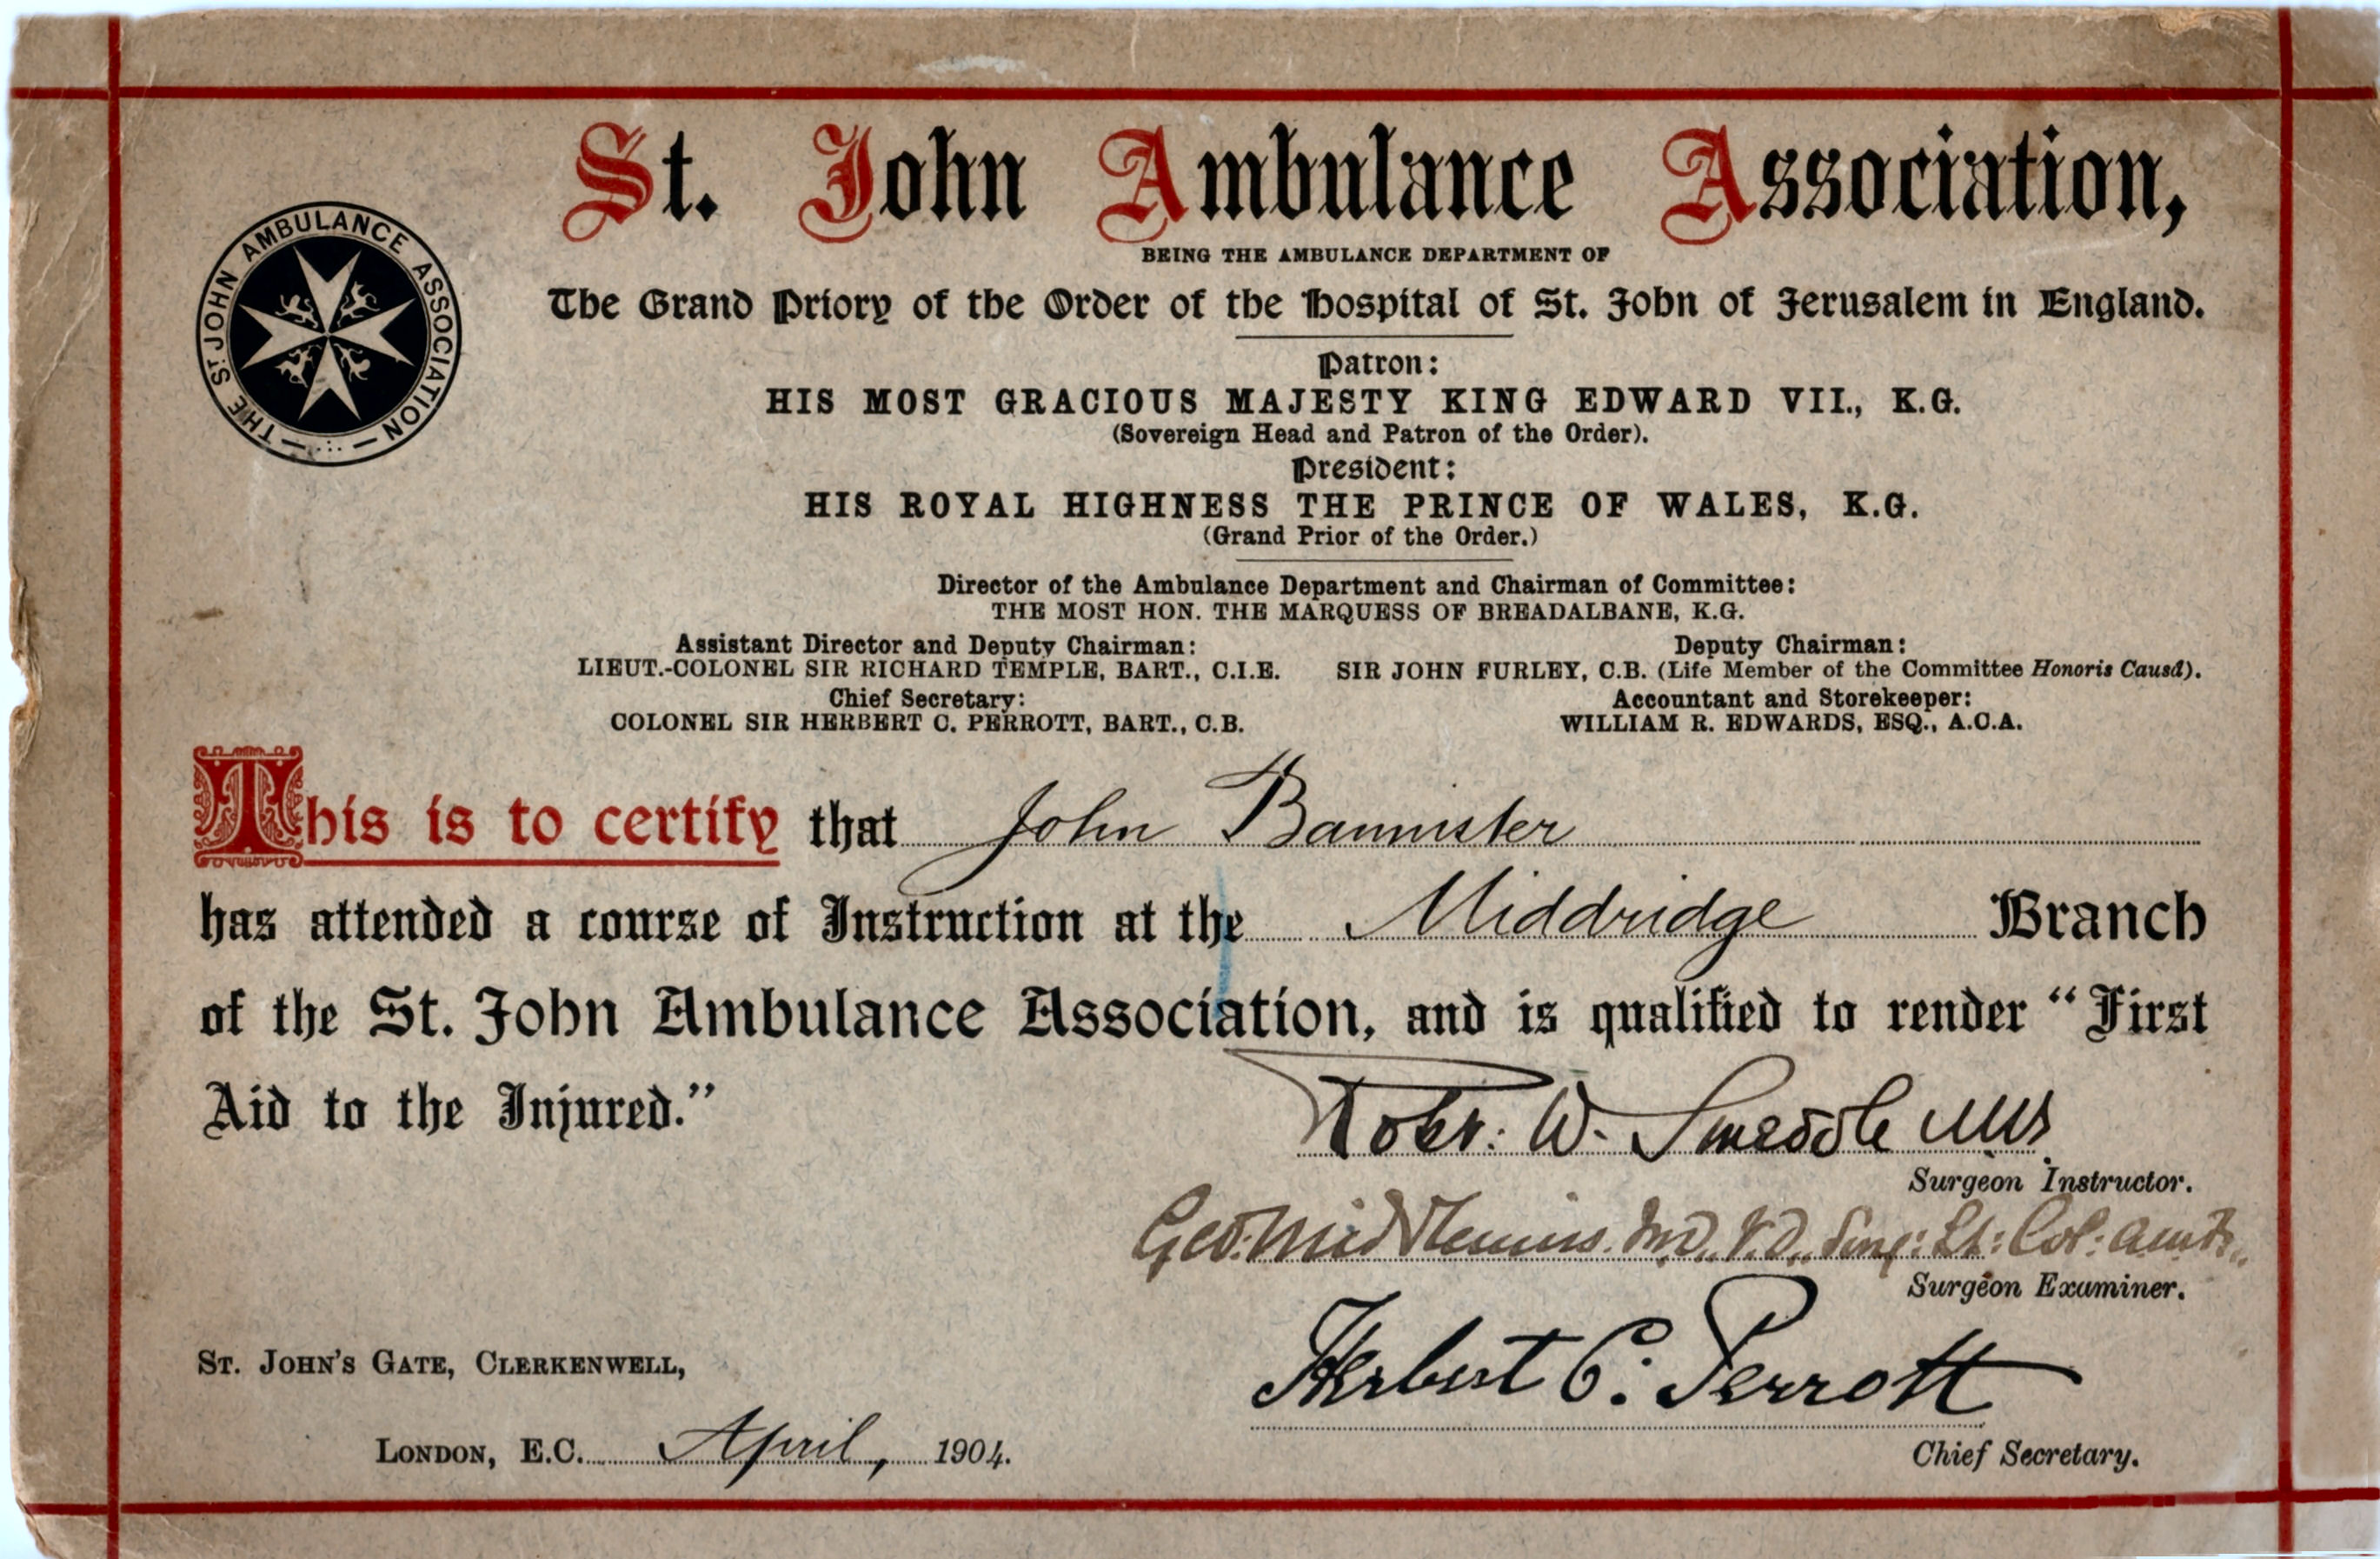 St. John Ambulance Association,
THE ST. JOHN AMBULANCE ASSOCIATION
BEING THE AMBULANCE DEPARTMENT OF
The Grand Priory of the Order of the Hospital of St. John of Jerusalem in England.
Patron:
HIS MOST GRACIOUS MAJESTY KING EDWARD VII., K.G.
(Sovereign Head and Patron of the Order).
President:
HIS ROYAL HIGHNESS THE PRINCE OF WALES, K.G.
(Grand Prior of the Order.)
Director of the Ambulance Department and Chairman of Committee:
THE MOST HON. THE MARQUESS OF BREADALBANE, K.G.
Assistant Director and Deputy Chairman:
LIEUT.-COLONEL SIR RICHARD TEMPLE, BART., C.I.E.
Deputy Chairman:
SIR JOHN FURLEY, C.B. (Life Member of the Committee Honoris Causâ).
Chief Secretary:
COLONEL SIR HERBERT C. PERROTT, BART., C.B.
Accountant and Storekeeper:
WILLIAM R. EDWARDS, ESQ., A.C.A.
This is to certify that John Bannister
has attended a course of Instruction at the Middridge Branch
of the St. John Ambulance Association, and is qualified to render “First
Aid to the Injured.”
Robt. W. Smeddle
Surgeon Instructor.
Geo. M.D., V.D., Surg: Lt: Col:
Surgeon Examiner.
Herbert C. Perrott
Chief Secretary.
ST. JOHN'S GATE, CLERKENWELL,
LONDON, E.C. April, 1904.